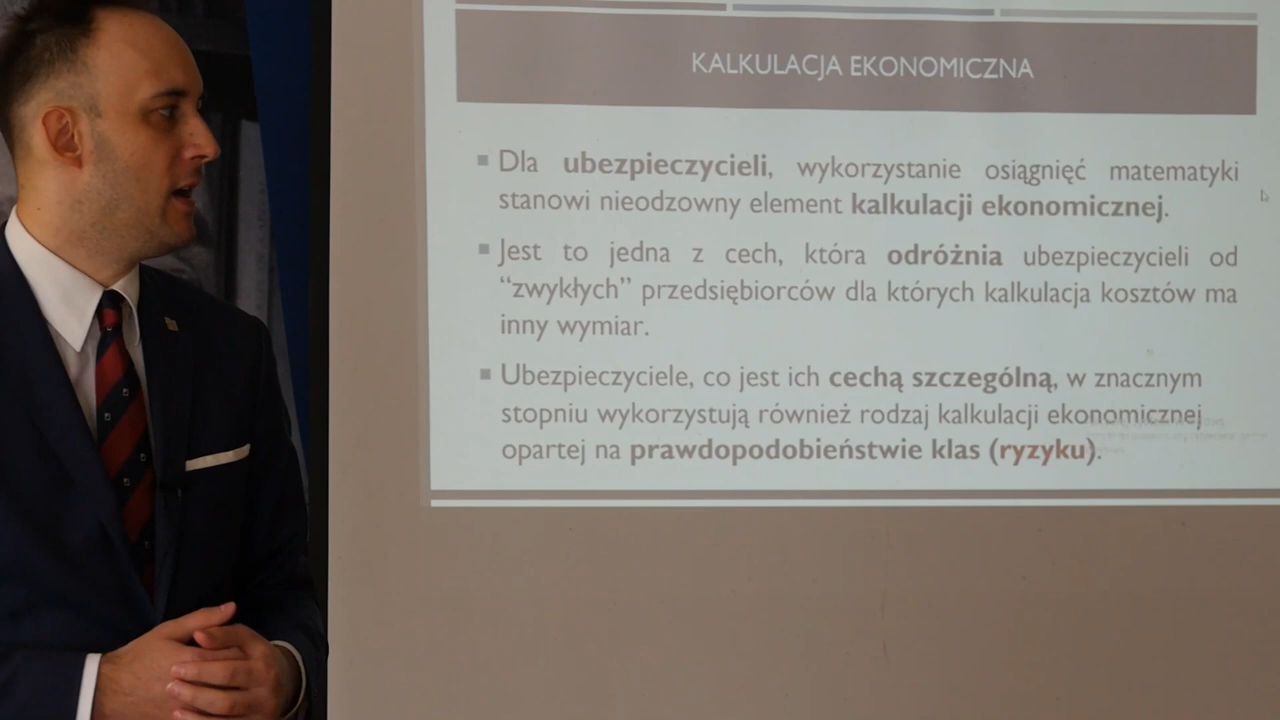 KALKULACJA EKONOMICZNA
▪ Dla ubezpieczycieli, wykorzystanie osiągnięć matematyki
stanowi nieodzowny element kalkulacji ekonomicznej.
▪ Jest to jedna z cech, która odróżnia ubezpieczycieli od
“zwykłych” przedsiębiorców dla których kalkulacja kosztów ma
inny wymiar.
▪ Ubezpieczyciele, co jest ich cechą szczególną, w znacznym
stopniu wykorzystują również rodzaj kalkulacji ekonomicznej
opartej na prawdopodobieństwie klas (ryzyku).